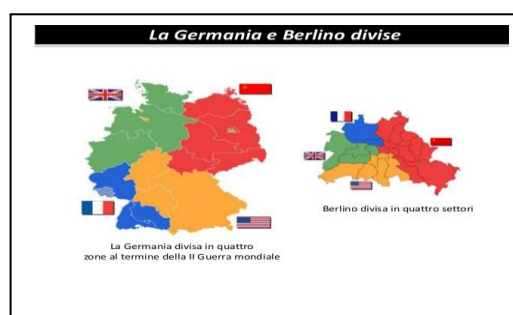 La Germania e Berlino divise
Berlino divisa in quattro settori
La Germania divisa in quattro
zone al termine della II Guerra mondiale